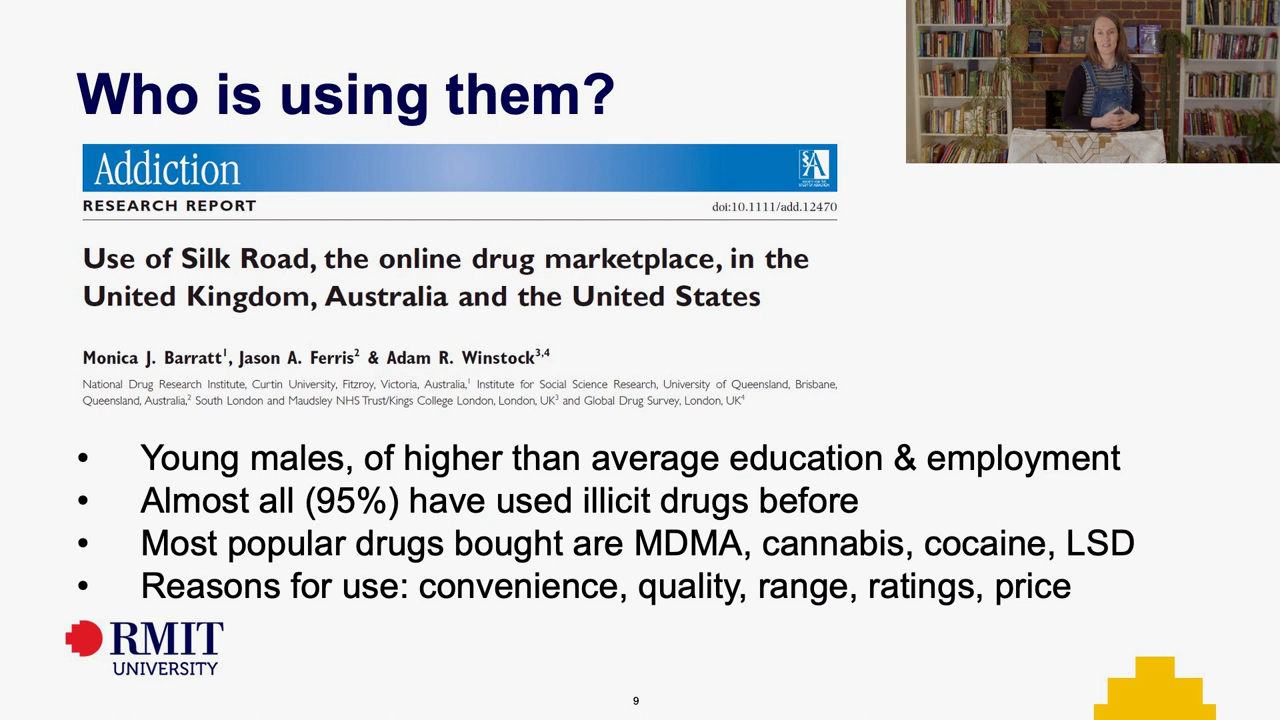 Who is using them?
Addiction
RESEARCH REPORT
doi:10.1111/add.12470
Use of Silk Road, the online drug marketplace, in the
United Kingdom, Australia and the United States
Monica J. Barratt¹, Jason A. Ferris² & Adam R. Winstock³,⁴
National Drug Research Institute, Curtin University, Fitzroy, Victoria, Australia,¹ Institute for Social Science Research, University of Queensland, Brisbane,
Queensland, Australia,² South London and Maudsley NHS Trust/Kings College London, London, UK³ and Global Drug Survey, London, UK⁴
• Young males, of higher than average education & employment
• Almost all (95%) have used illicit drugs before
• Most popular drugs bought are MDMA, cannabis, cocaine, LSD
• Reasons for use: convenience, quality, range, ratings, price
RMIT
UNIVERSITY
9